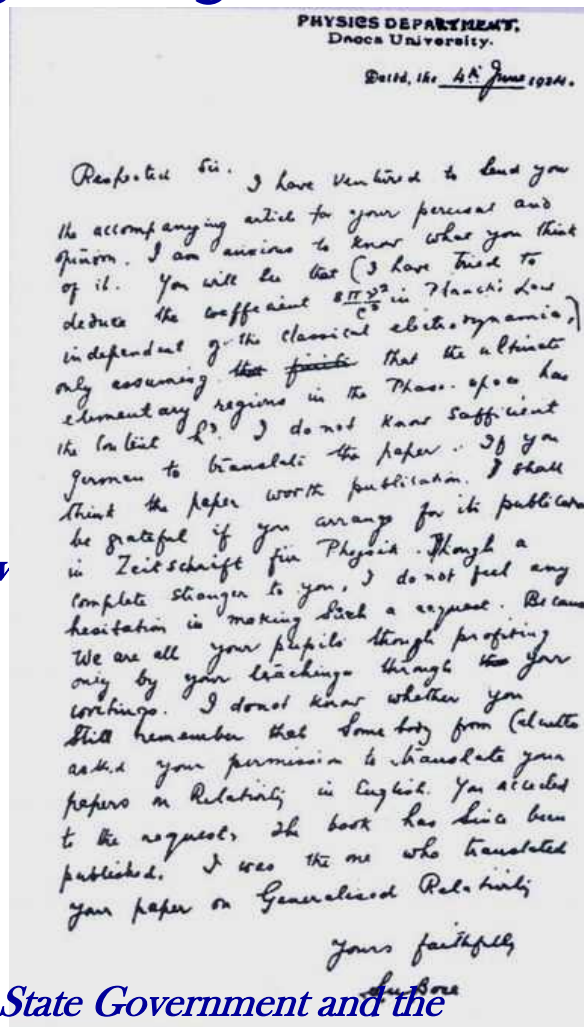 PHYSICS DEPARTMENT,
Dacca University.
Dated, the 4th June 1924.
Respected Sir. I have ventured to send you
the accompanying article for your perusal and
opinion. I am anxious to know what you think
of it. You will see that (I have tried to
deduce the coefficient 8πν²/c³ in Planck's Law
independent of the classical electrodynamics,)
only assuming that the ultimate
elementary regions in the Phase-space has
the content h³. I do not know sufficient
german to translate the paper. If you
think the paper worth publication. I shall
be grateful if you arrange for its publication
in Zeitschrift für Physik. Though a
complete stranger to you, I do not feel any
hesitation in making such a request. Because
We are all your pupils though profiting
only by your teachings through your
writings. I donot know whether you
still remember that somebody from Calcutta
asked your permission to translate your
papers on Relativity in English. You acceded
to the request. The book has since been
published. I was the one who translated
your paper on Generalised Relativity
Yours faithfully
SN Bose
State Government and the